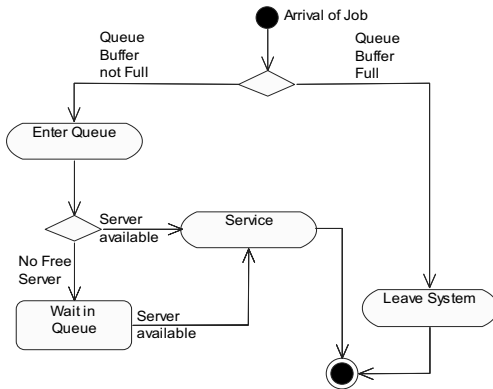 Arrival of Job
Queue
Buffer
not Full
Queue
Buffer
Full
Enter Queue
Server
available
Service
No Free
Server
Wait in
Queue
Server
available
Leave System